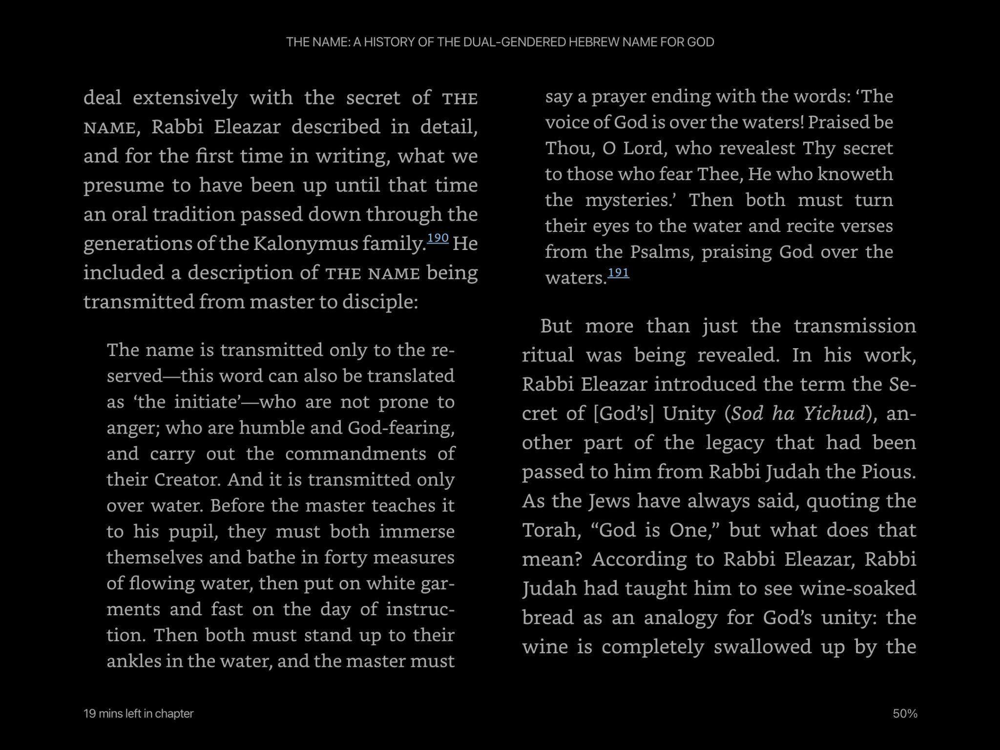 THE NAME: A HISTORY OF THE DUAL-GENDERED HEBREW NAME FOR GOD
deal extensively with the secret of THE
NAME, Rabbi Eleazar described in detail,
and for the first time in writing, what we
presume to have been up until that time
an oral tradition passed down through the
generations of the Kalonymus family.190 He
included a description of THE NAME being
transmitted from master to disciple:
The name is transmitted only to the re-
served—this word can also be translated
as ‘the initiate’—who are not prone to
anger; who are humble and God-fearing,
and carry out the commandments of
their Creator. And it is transmitted only
over water. Before the master teaches it
to his pupil, they must both immerse
themselves and bathe in forty measures
of flowing water, then put on white gar-
ments and fast on the day of instruc-
tion. Then both must stand up to their
ankles in the water, and the master must
say a prayer ending with the words: ‘The
voice of God is over the waters! Praised be
Thou, O Lord, who revealest Thy secret
to those who fear Thee, He who knoweth
the mysteries.’ Then both must turn
their eyes to the water and recite verses
from the Psalms, praising God over the
waters.191
But more than just the transmission
ritual was being revealed. In his work,
Rabbi Eleazar introduced the term the Se-
cret of [God’s] Unity (Sod ha Yichud), an-
other part of the legacy that had been
passed to him from Rabbi Judah the Pious.
As the Jews have always said, quoting the
Torah, “God is One,” but what does that
mean? According to Rabbi Eleazar, Rabbi
Judah had taught him to see wine-soaked
bread as an analogy for God’s unity: the
wine is completely swallowed up by the
19 mins left in chapter
50%